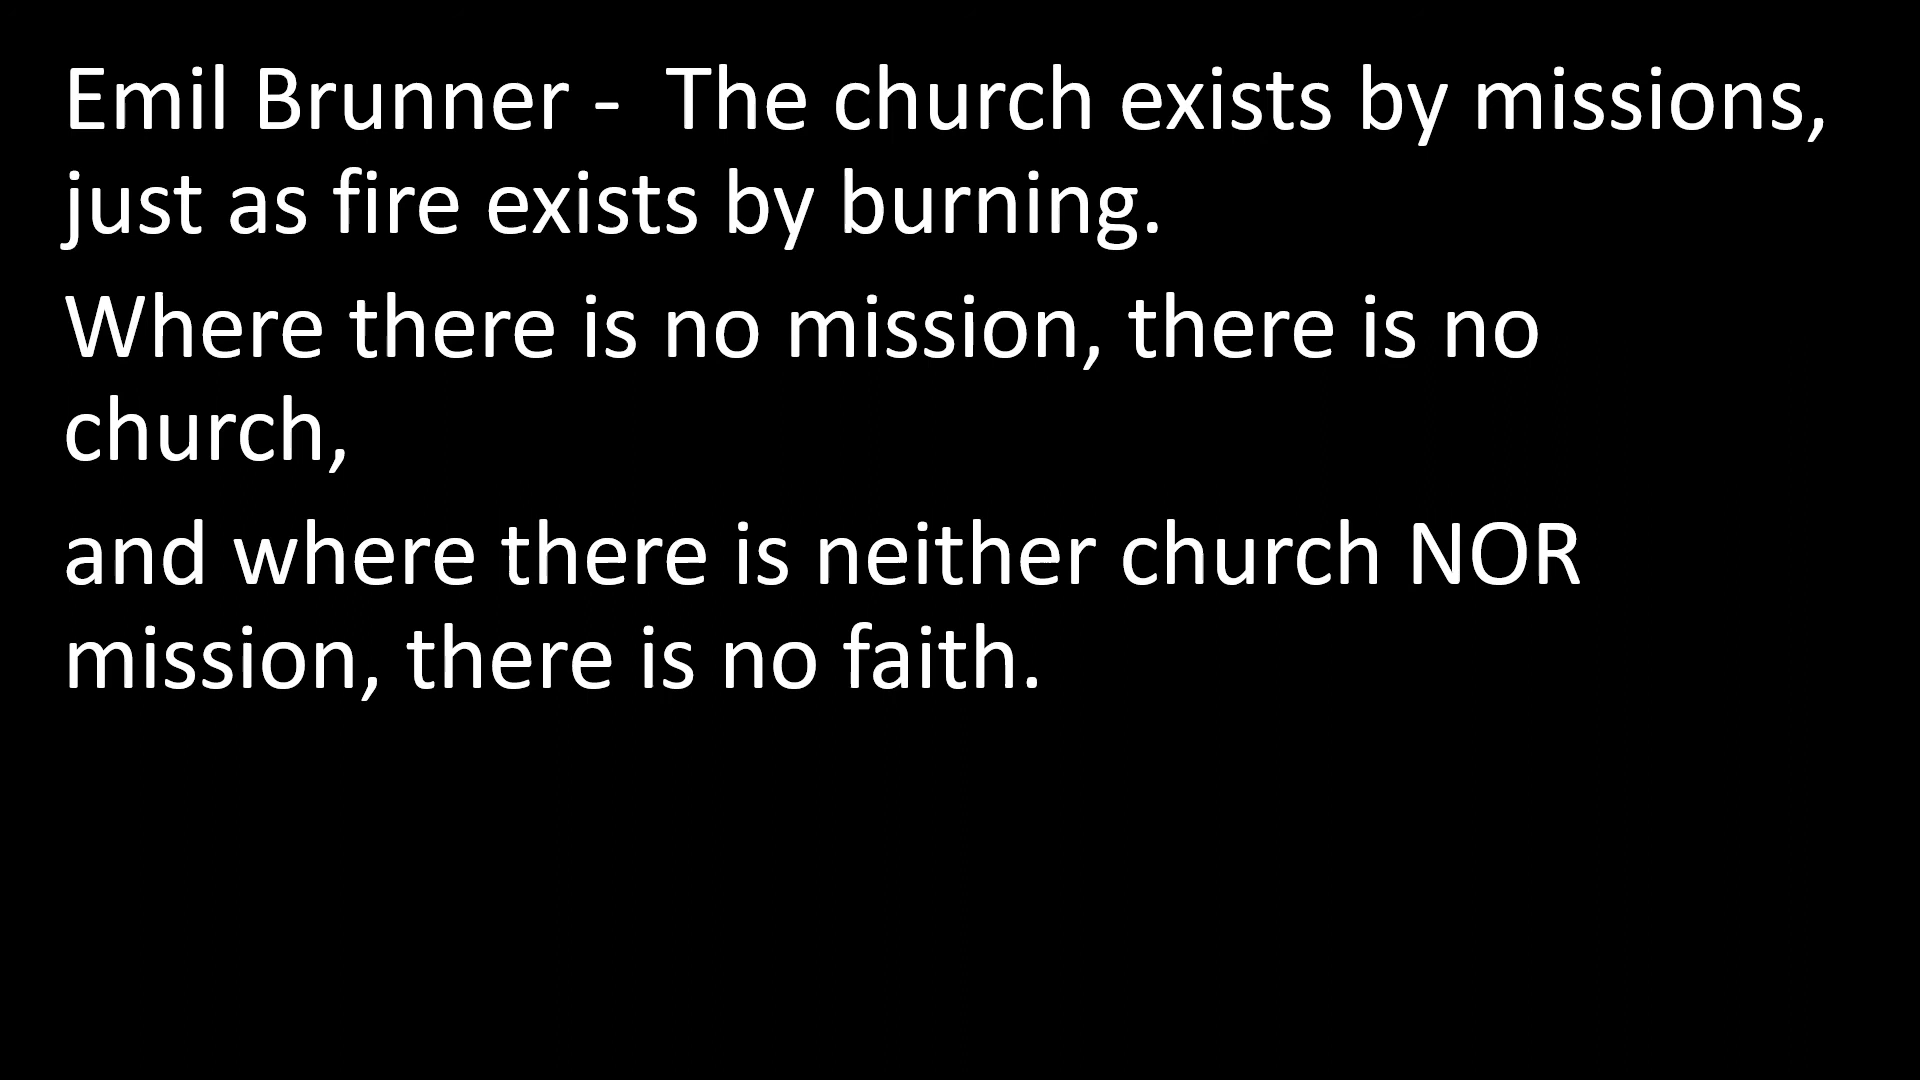 Emil Brunner -  The church exists by missions,
just as fire exists by burning.
Where there is no mission, there is no
church,
and where there is neither church NOR
mission, there is no faith.